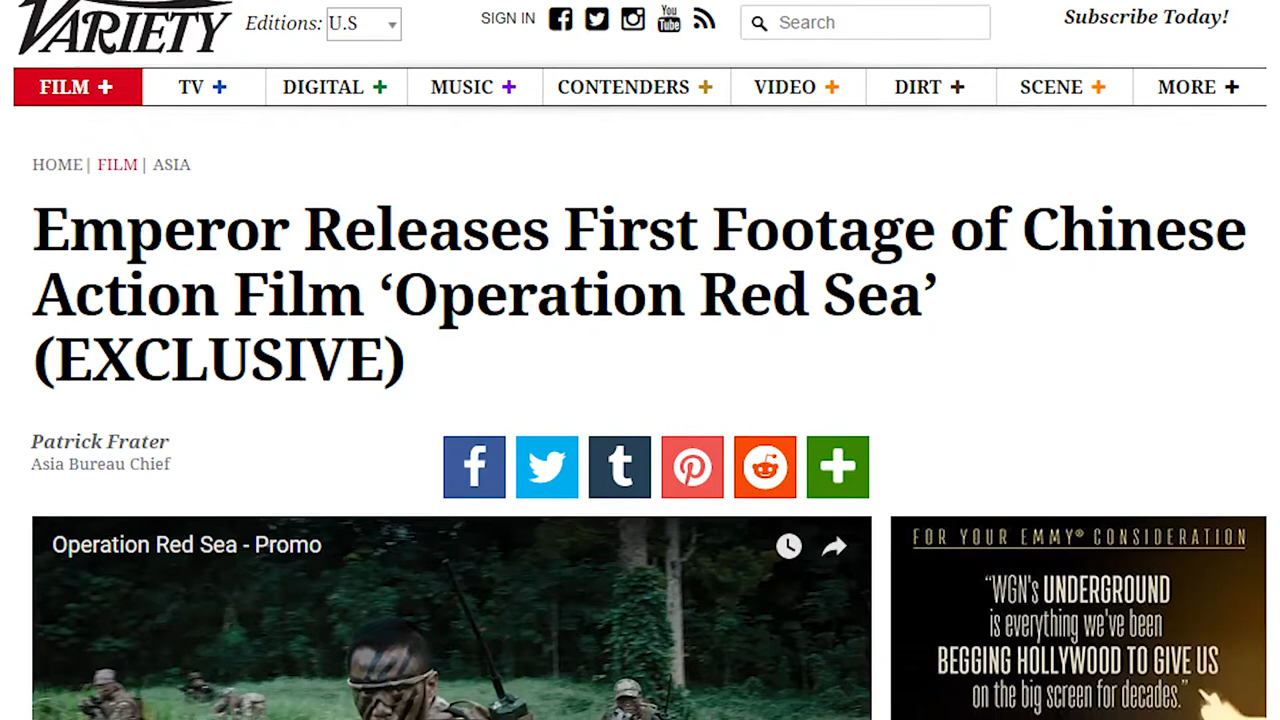 VARIETY
Editions: U.S
SIGN IN
You Tube
Search
Subscribe Today!
FILM + TV + DIGITAL + MUSIC + CONTENDERS + VIDEO + DIRT + SCENE + MORE +
HOME| FILM| ASIA
Emperor Releases First Footage of Chinese
Action Film ‘Operation Red Sea’
(EXCLUSIVE)
Patrick Frater
Asia Bureau Chief
Operation Red Sea - Promo
FOR YOUR EMMY® CONSIDERATION
“WGN's UNDERGROUND
is everything we've been
BEGGING HOLLYWOOD TO GIVE US
on the big screen for decades.”